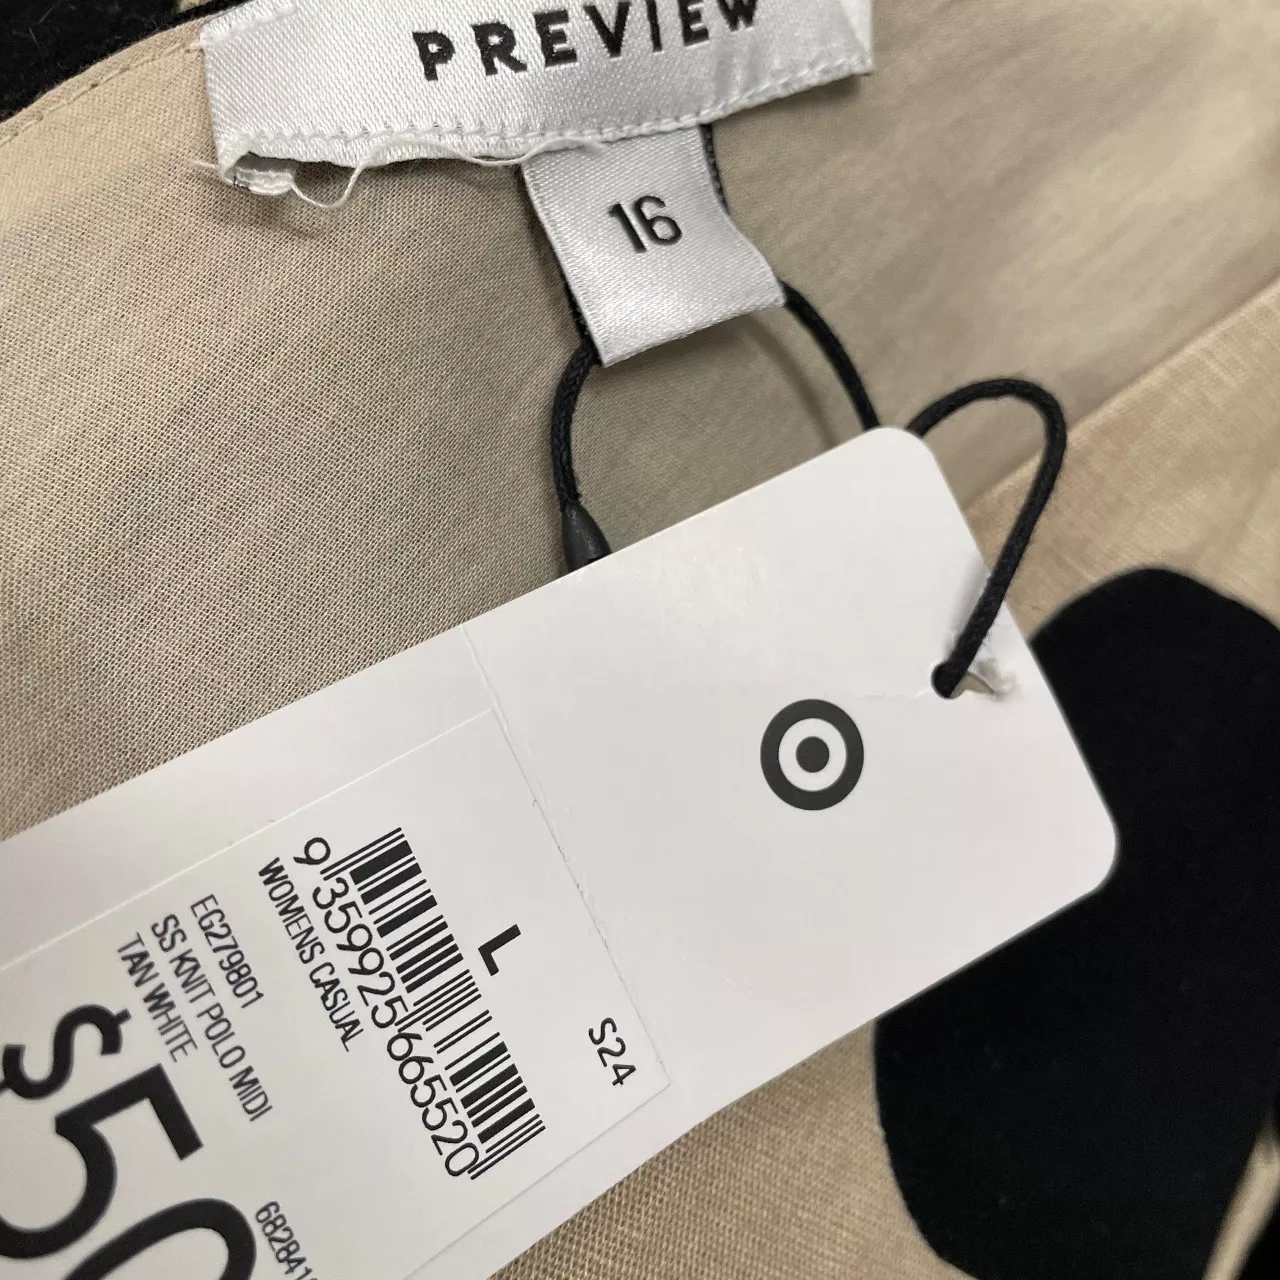 PREVIEW
16
L
S24
9 359925 665520
WOMENS CASUAL
EG279801
SS KNIT POLO MIDI
TAN WHITE
$50